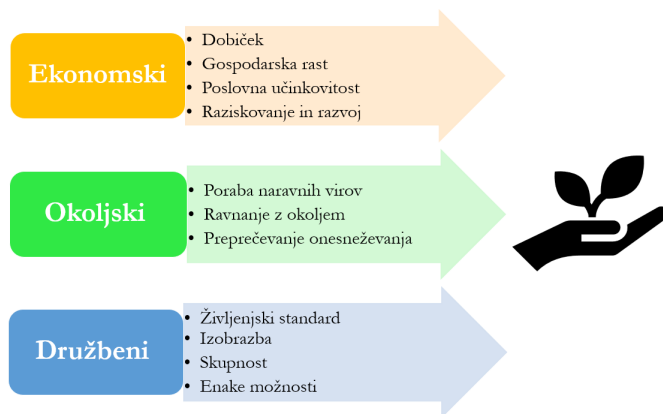 Ekonomski
• Dobiček
• Gospodarska rast
• Poslovna učinkovitost
• Raziskovanje in razvoj
Okoljski
• Poraba naravnih virov
• Ravnanje z okoljem
• Preprečevanje onesneževanja
Družbeni
• Življenjski standard
• Izobrazba
• Skupnost
• Enake možnosti